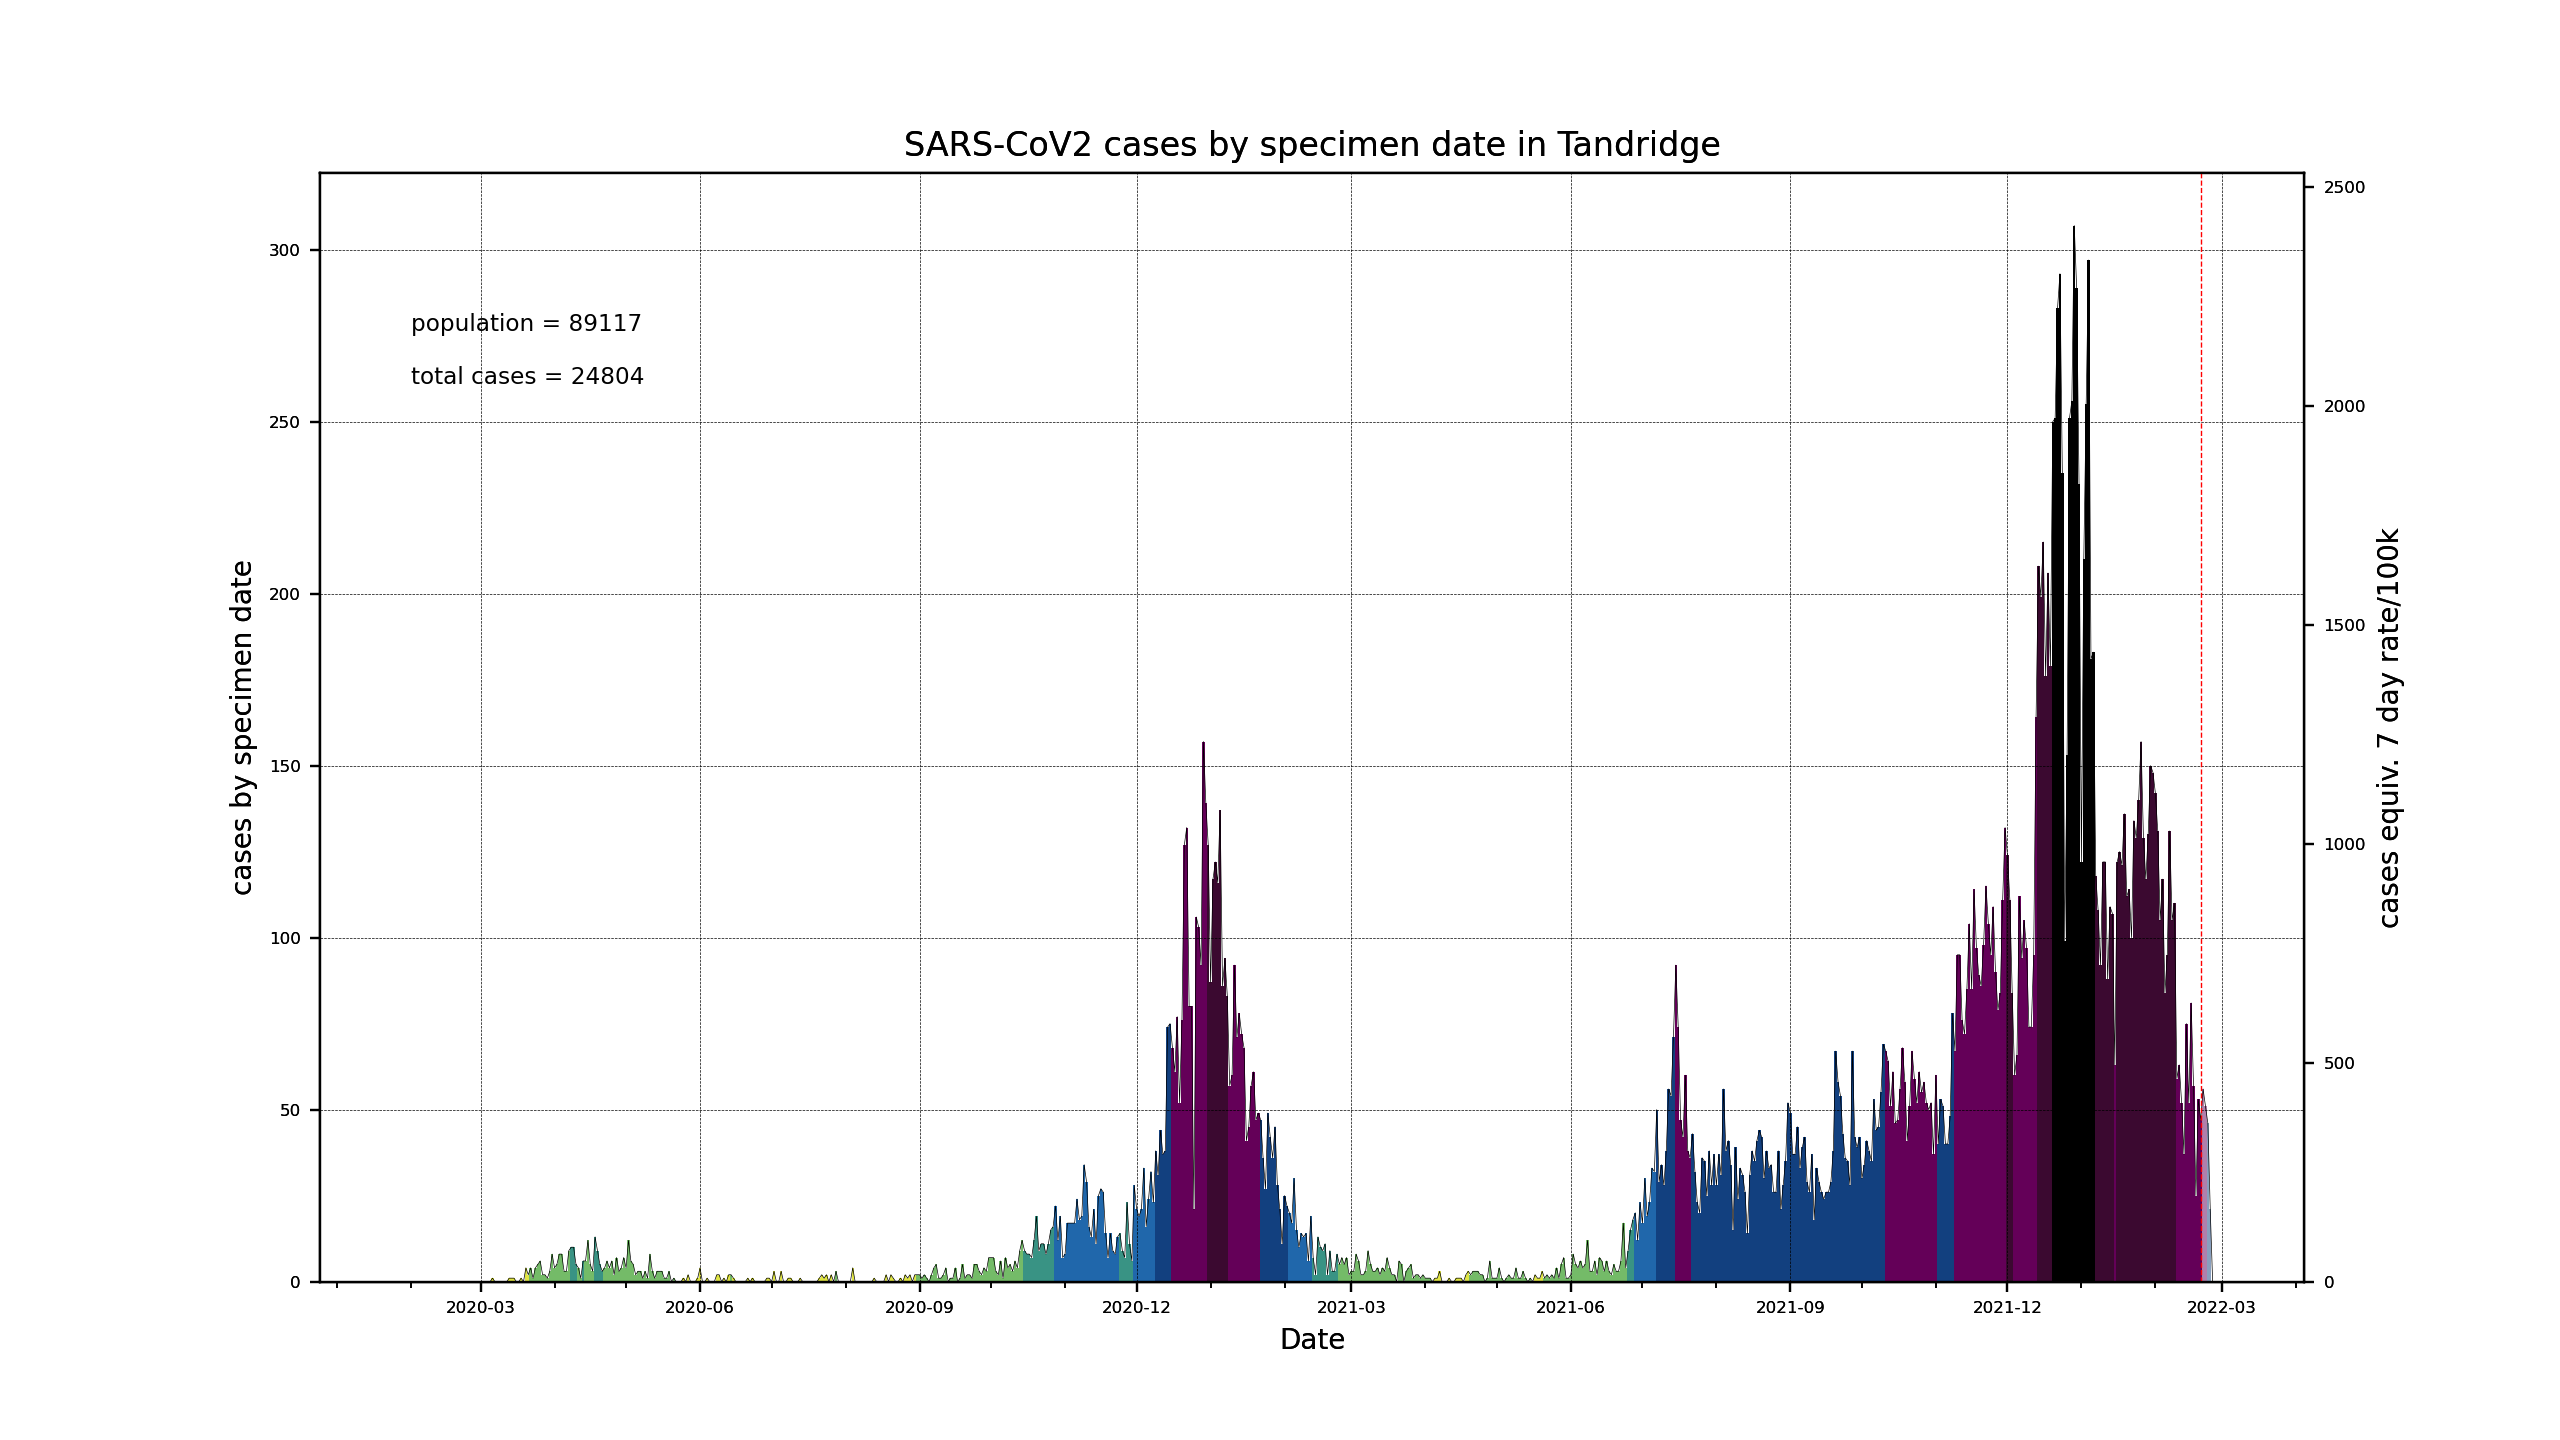 SARS-CoV2 cases by specimen date in Tandridge
population = 89117
total cases = 24804
cases by specimen date
300
250
200
150
100
50
0
2500
2000
1500
1000
500
0
cases equiv. 7 day rate/100k
2020-03 2020-06 2020-09 2020-12 2021-03 2021-06 2021-09 2021-12 2022-03
Date